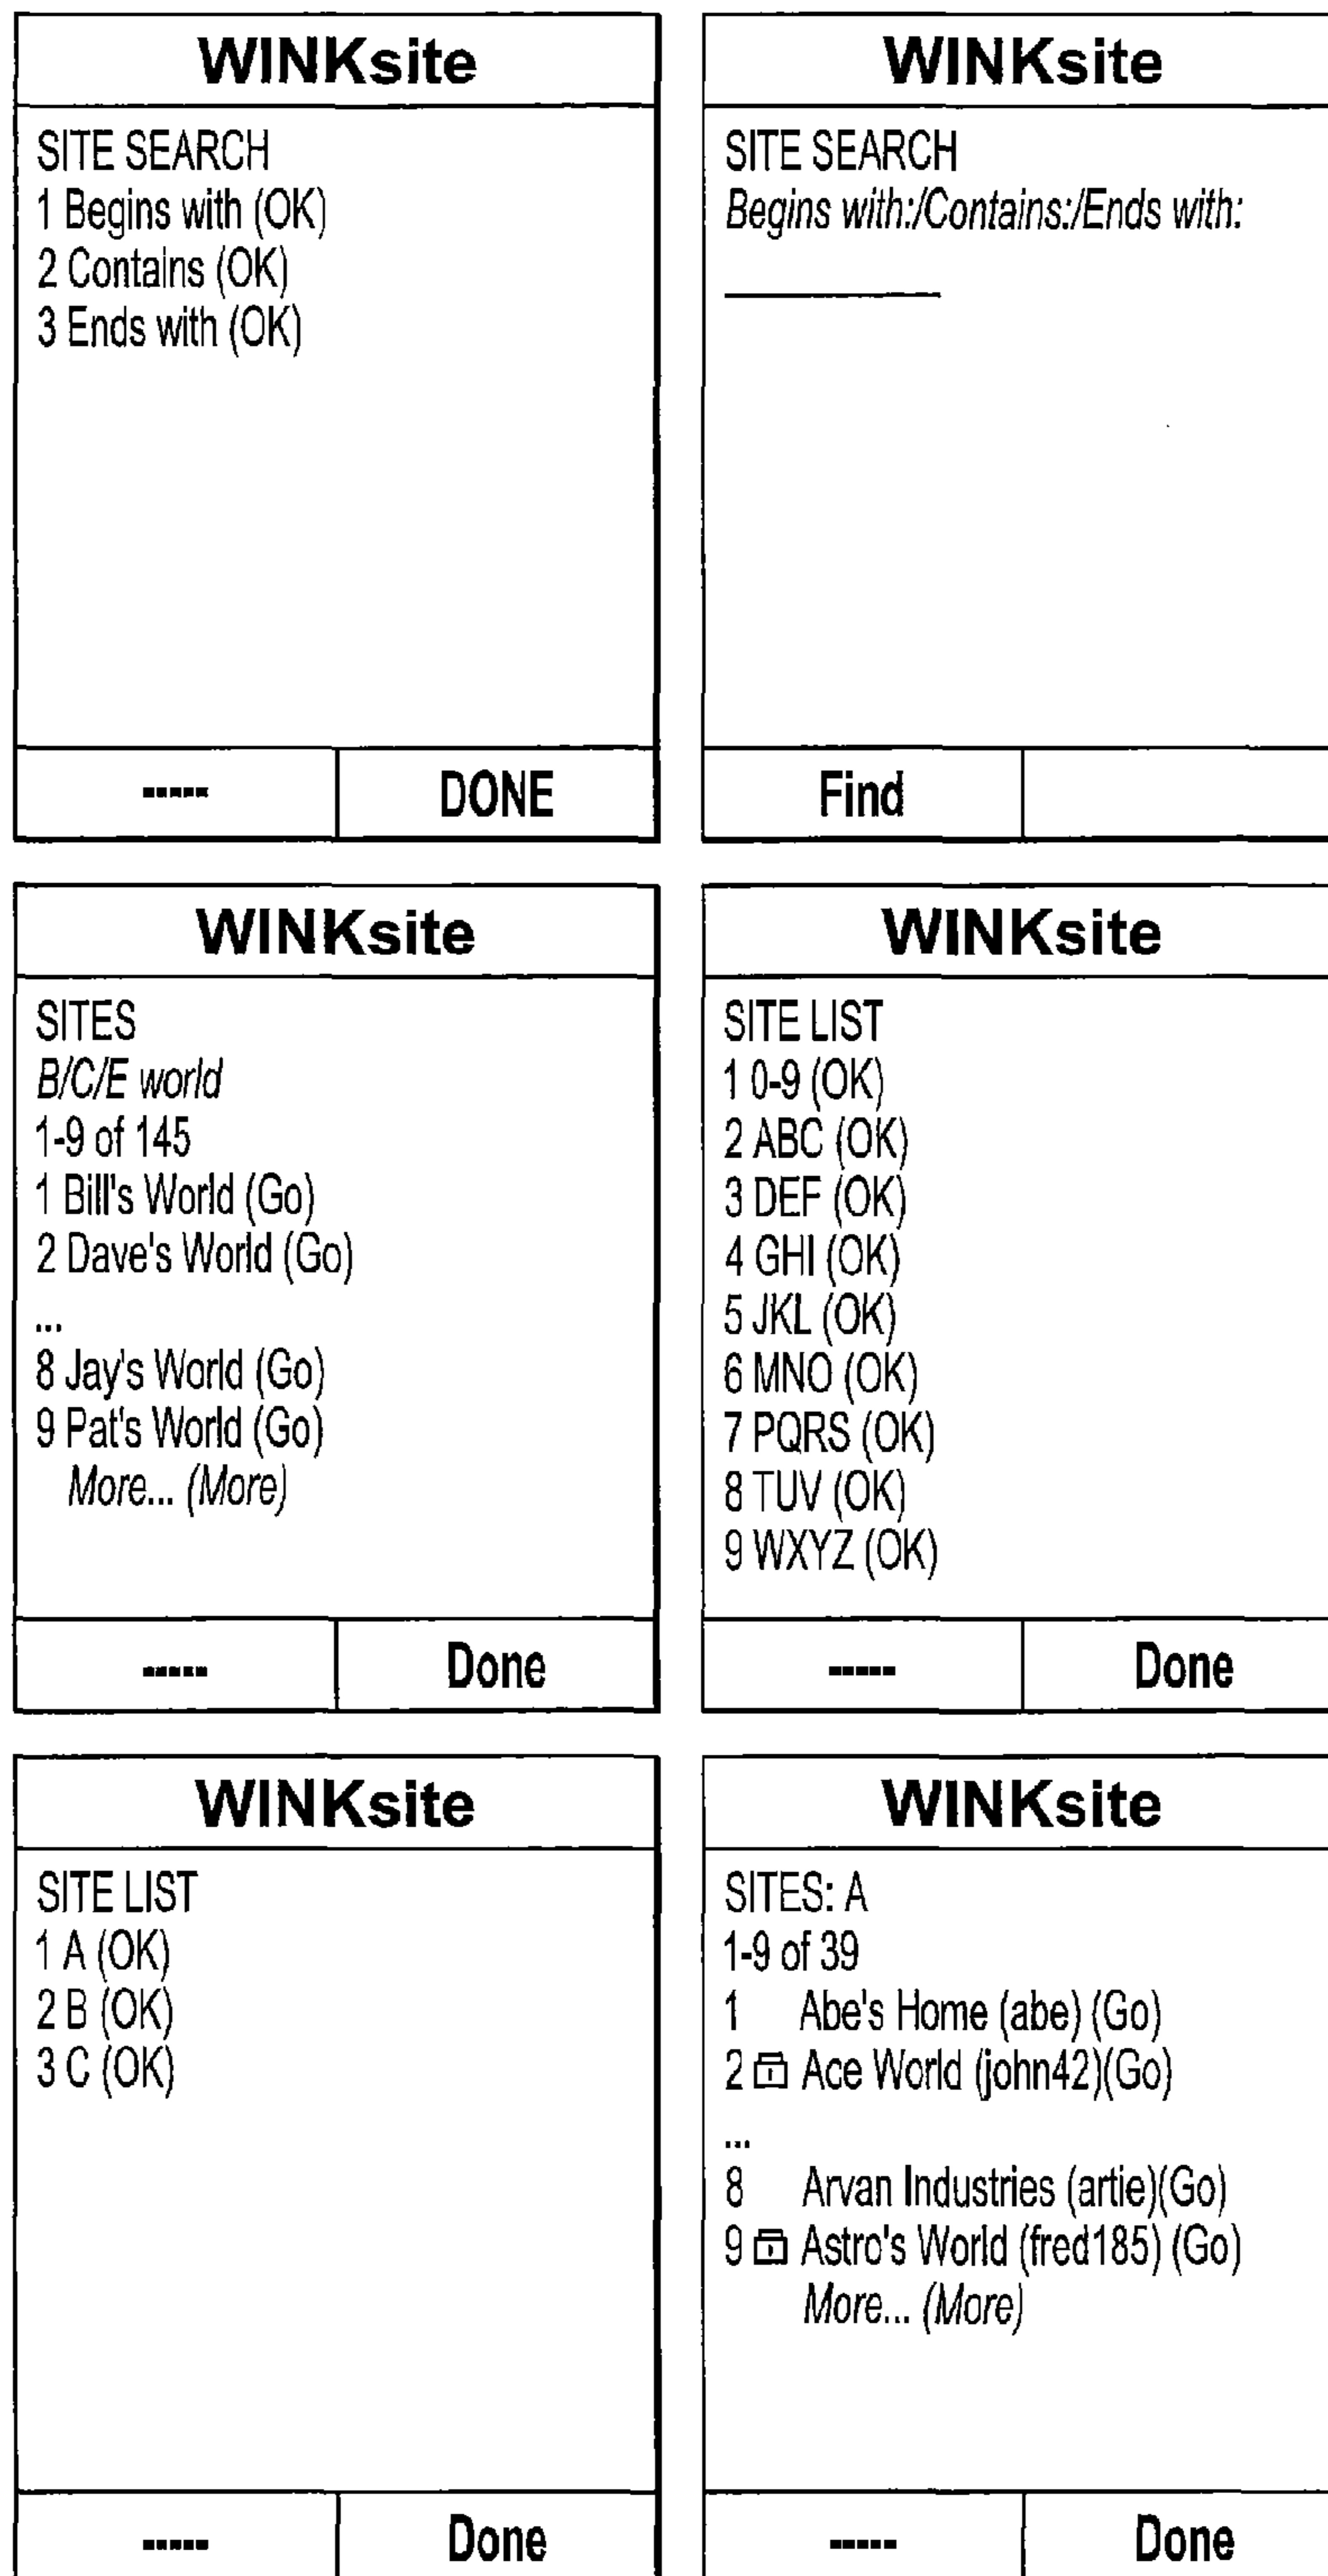 WINKsite
SITE SEARCH
1 Begins with (OK)
2 Contains (OK)
3 Ends with (OK)
----- DONE
WINKsite
SITE SEARCH
Begins with:/Contains:/Ends with:
__________
Find
WINKsite
SITES
B/C/E world
1-9 of 145
1 Bill's World (Go)
2 Dave's World (Go)
...
8 Jay's World (Go)
9 Pat's World (Go)
More... (More)
----- Done
WINKsite
SITE LIST
1 0-9 (OK)
2 ABC (OK)
3 DEF (OK)
4 GHI (OK)
5 JKL (OK)
6 MNO (OK)
7 PQRS (OK)
8 TUV (OK)
9 WXYZ (OK)
----- Done
WINKsite
SITE LIST
1 A (OK)
2 B (OK)
3 C (OK)
----- Done
WINKsite
SITES: A
1-9 of 39
1 Abe's Home (abe) (Go)
2 Ace World (john42)(Go)
...
8 Arvan Industries (artie)(Go)
9 Astro's World (fred185) (Go)
More... (More)
----- Done